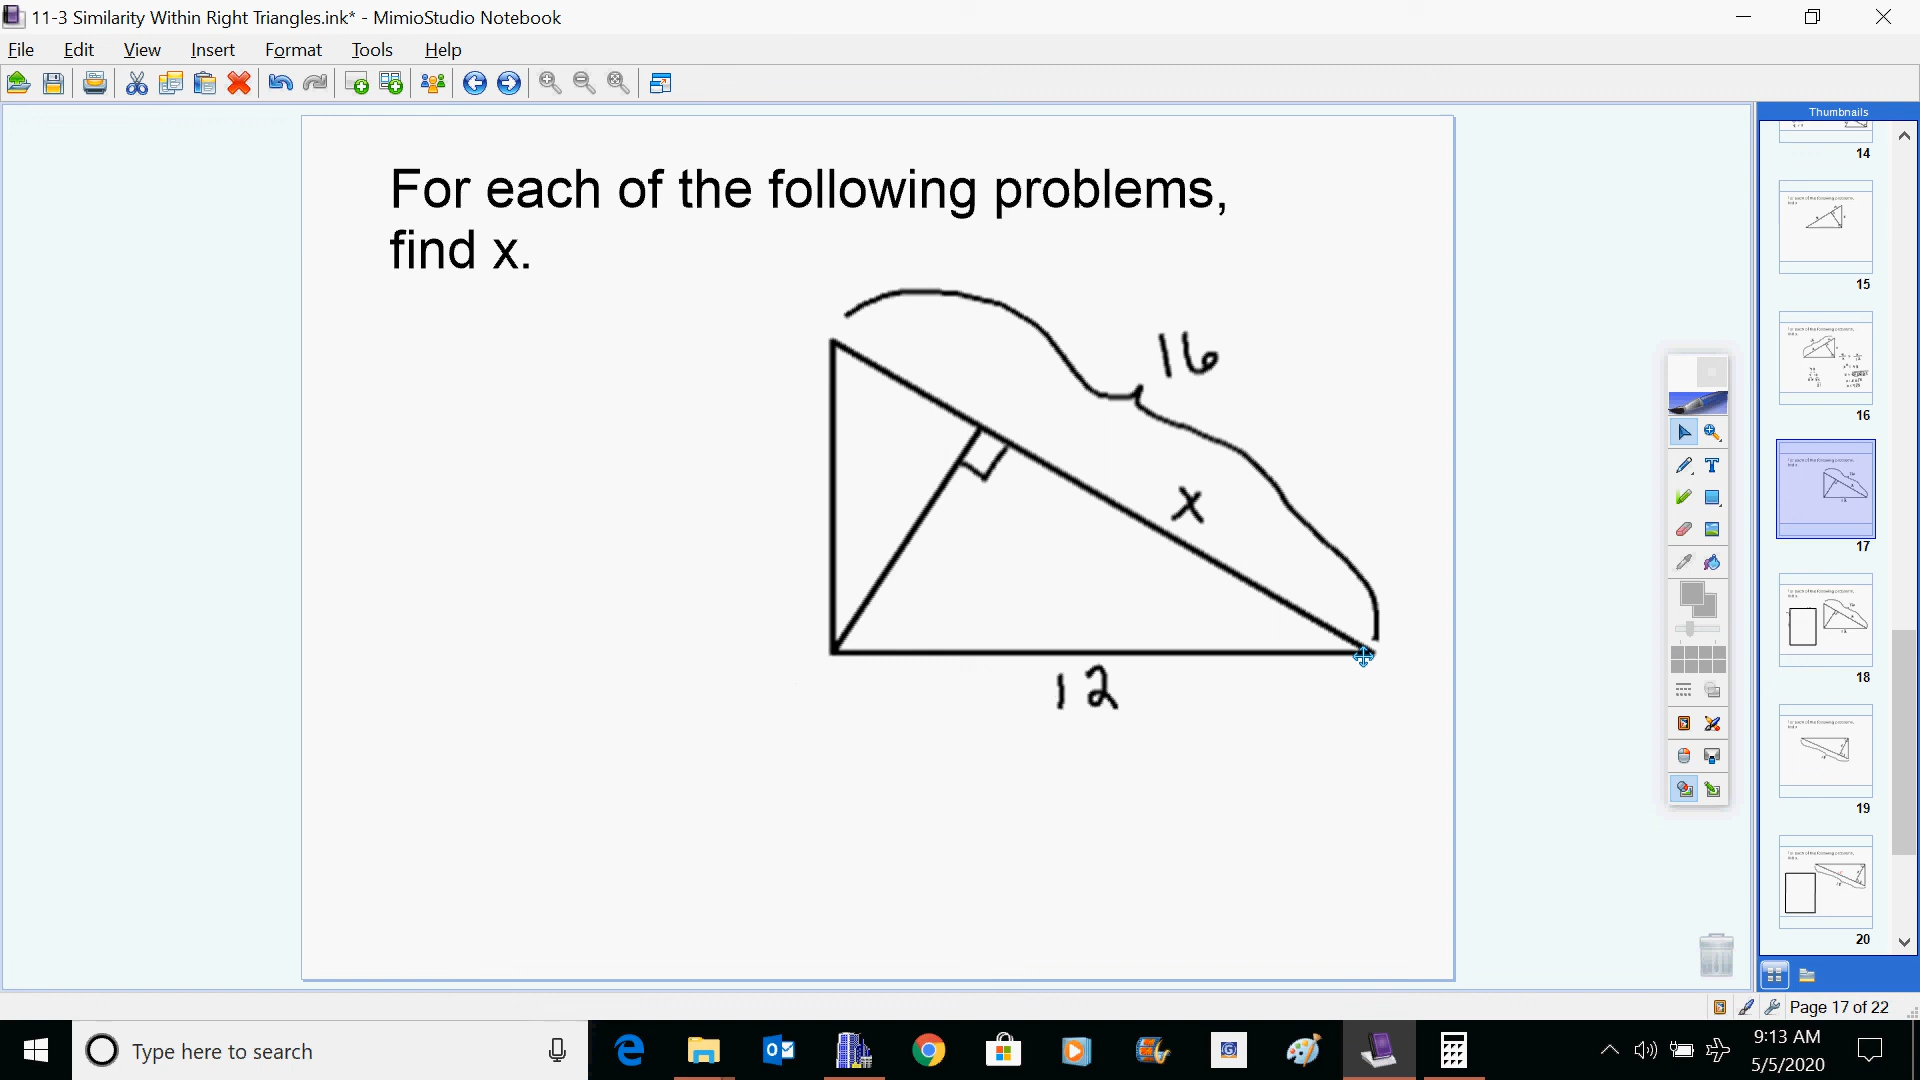 11-3 Similarity Within Right Triangles.ink* - MimioStudio Notebook
File Edit View Insert Format Tools Help
Thumbnails
For each of the following problems,
find x.
16
x
12
14
15
16
17
18
19
20
Page 17 of 22
Type here to search
9:13 AM
5/5/2020